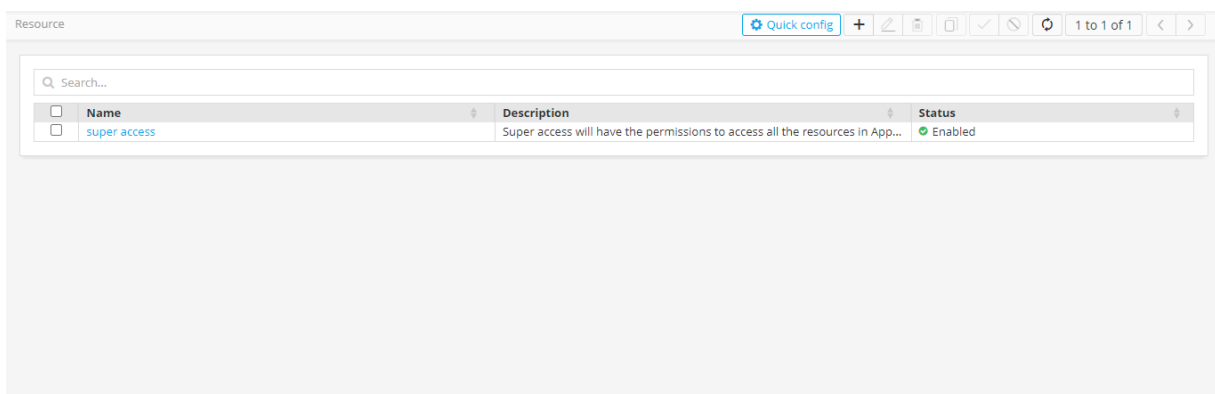 Resource Quick config 1 to 1 of 1
Search...
Name Description Status
super access Super access will have the permissions to access all the resources in App... Enabled